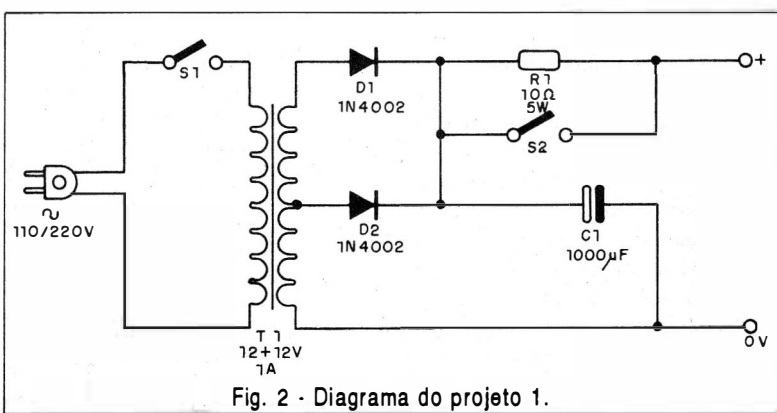 S1
D1
1N4002
R1
10Ω
5W
S2
+
∿
110/220V
D2
1N4002
C1
1000µF
T1
12+12V
1A
0V
Fig. 2 - Diagrama do projeto 1.